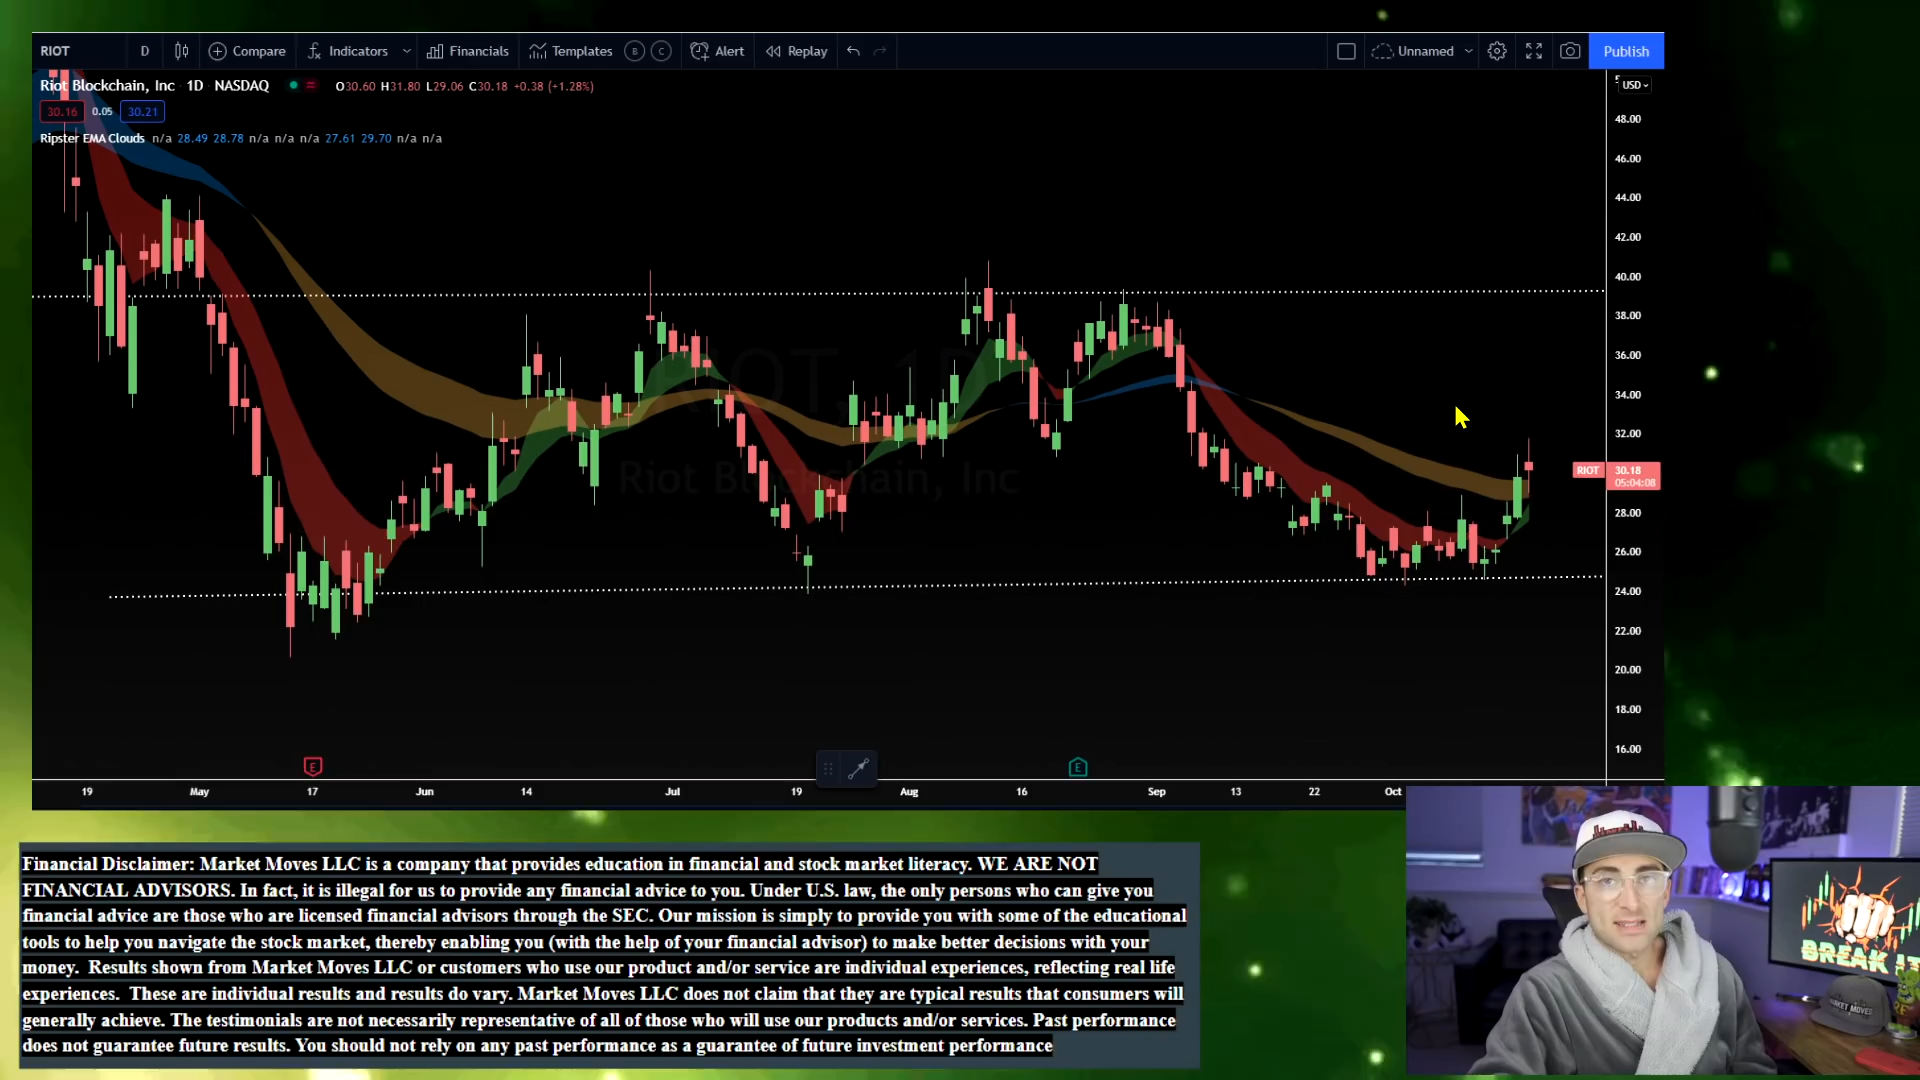 RIOT D Compare Indicators Financials Templates B C Alert Replay Unnamed Publish
Riot Blockchain, Inc 1D NASDAQ O30.60 H31.80 L29.06 C30.18 +0.38 (+1.28%)
USD
30.16 0.05 30.21
Ripster EMA Clouds n/a 28.49 28.78 n/a n/a n/a 27.61 29.70 n/a n/a
48.00
46.00
44.00
42.00
40.00
38.00
36.00
34.00
32.00
RIOT 30.18
05:04:08
28.00
26.00
24.00
22.00
20.00
18.00
16.00
RIOT, 1D
Riot Blockchain, Inc
E E
19 May 17 Jun 14 Jul 19 Aug 16 Sep 13 22 Oct
Financial Disclaimer: Market Moves LLC is a company that provides education in financial and stock market literacy. WE ARE NOT
FINANCIAL ADVISORS. In fact, it is illegal for us to provide any financial advice to you. Under U.S. law, the only persons who can give you
financial advice are those who are licensed financial advisors through the SEC. Our mission is simply to provide you with some of the educational
tools to help you navigate the stock market, thereby enabling you (with the help of your financial advisor) to make better decisions with your
money. Results shown from Market Moves LLC or customers who use our product and/or service are individual experiences, reflecting real life
experiences. These are individual results and results do vary. Market Moves LLC does not claim that they are typical results that consumers will
generally achieve. The testimonials are not necessarily representative of all of those who will use our products and/or services. Past performance
does not guarantee future results. You should not rely on any past performance as a guarantee of future investment performance
BREAK IT
MARKET MOVES